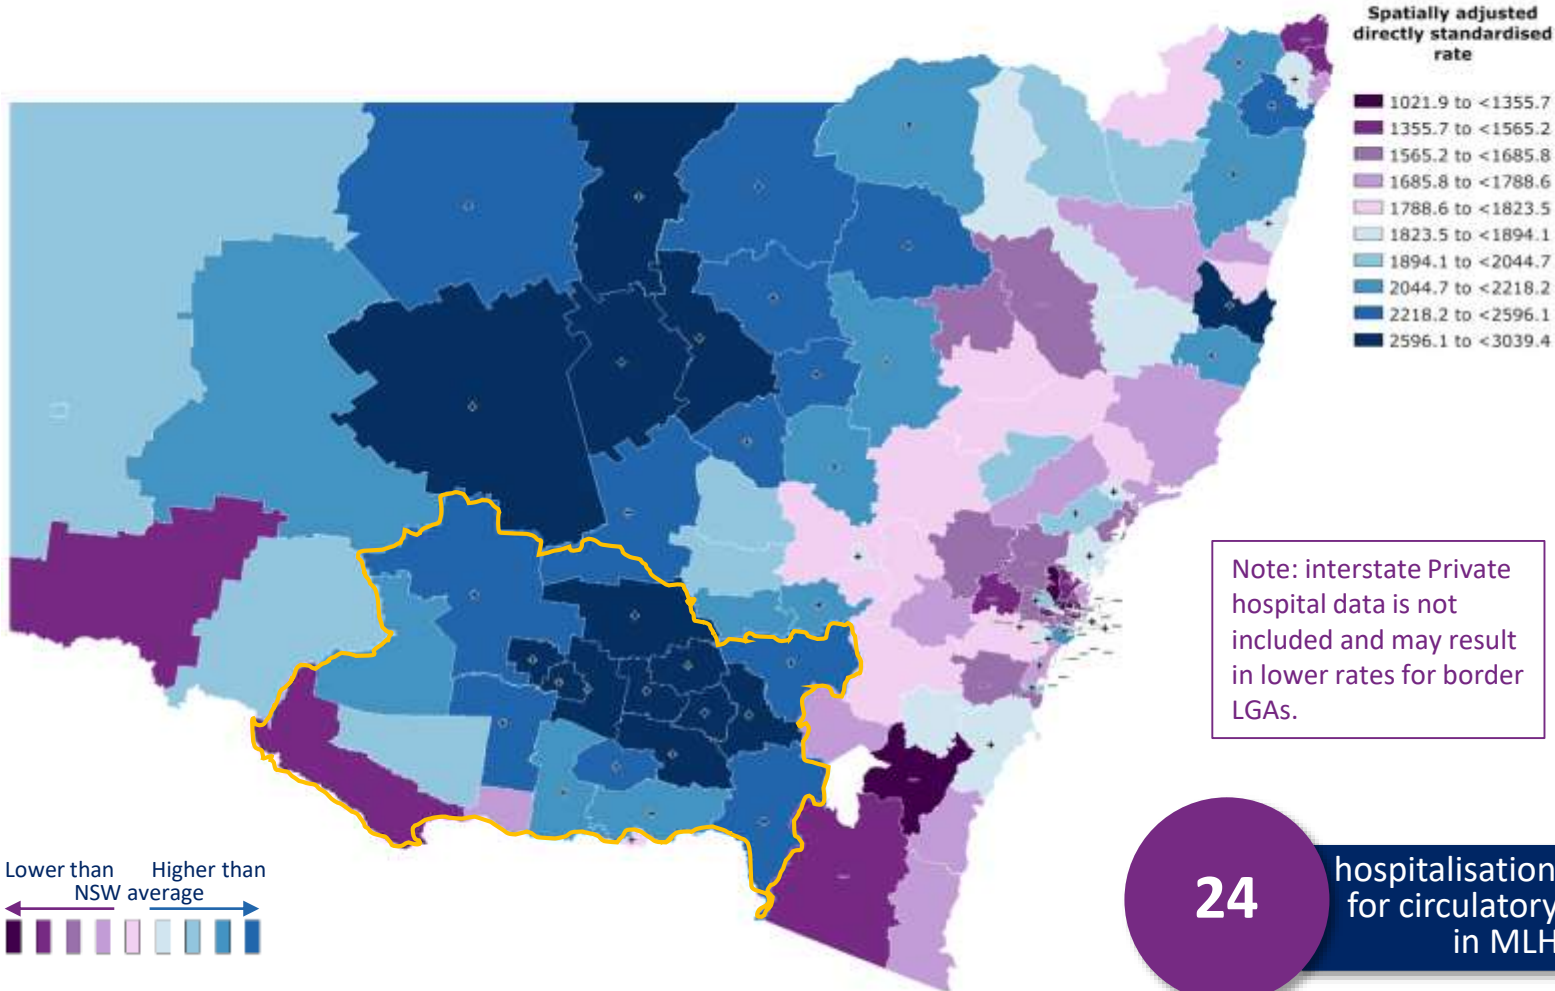 Spatially adjusted
directly standardised
rate
1021.9 to <1355.7
1355.7 to <1565.2
1565.2 to <1685.8
1685.8 to <1788.6
1788.6 to <1823.5
1823.5 to <1894.1
1894.1 to <2044.7
2044.7 to <2218.2
2218.2 to <2596.1
2596.1 to <3039.4
Note: interstate Private
hospital data is not
included and may result
in lower rates for border
LGAs.
Lower than Higher than
NSW average
24
hospitalisation
for circulatory
in MLH